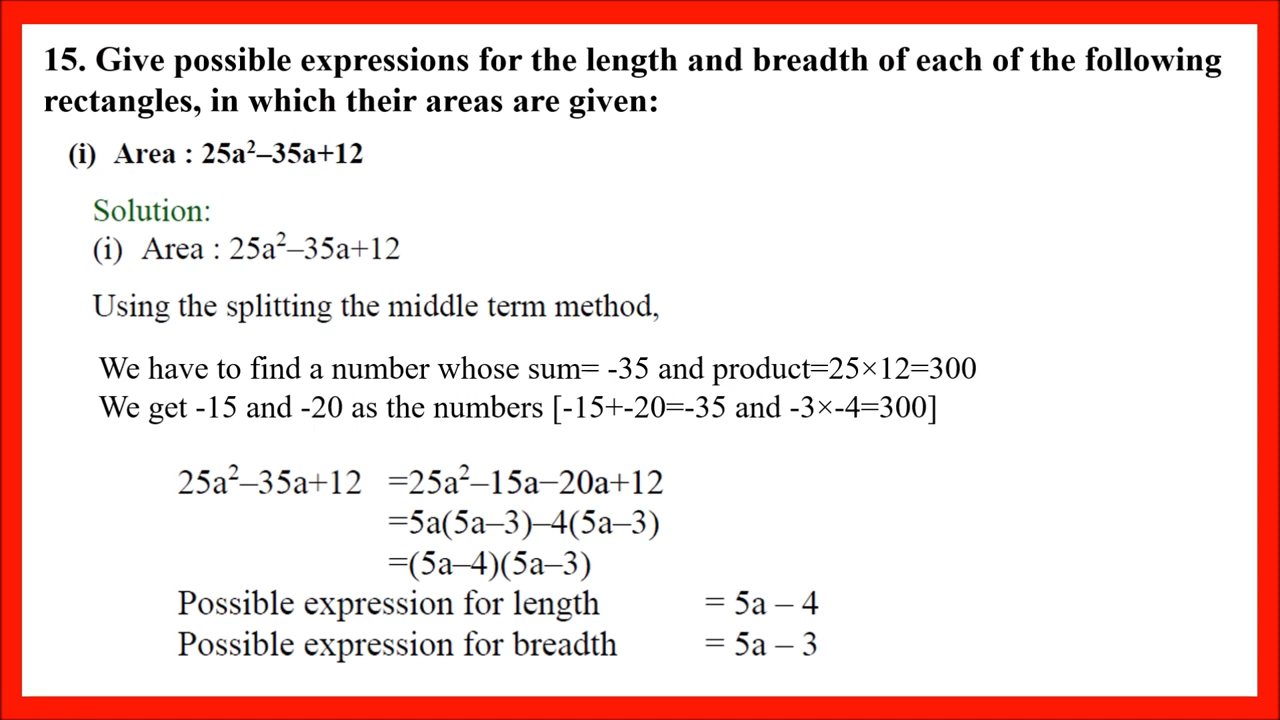 15. Give possible expressions for the length and breadth of each of the following
rectangles, in which their areas are given:
(i) Area : 25a²–35a+12
Solution:
(i) Area : 25a²–35a+12
Using the splitting the middle term method,
We have to find a number whose sum= -35 and product=25×12=300
We get -15 and -20 as the numbers [-15+-20=-35 and -3×-4=300]
25a²–35a+12 =25a²–15a−20a+12
=5a(5a–3)–4(5a–3)
=(5a–4)(5a–3)
Possible expression for length = 5a – 4
Possible expression for breadth = 5a – 3